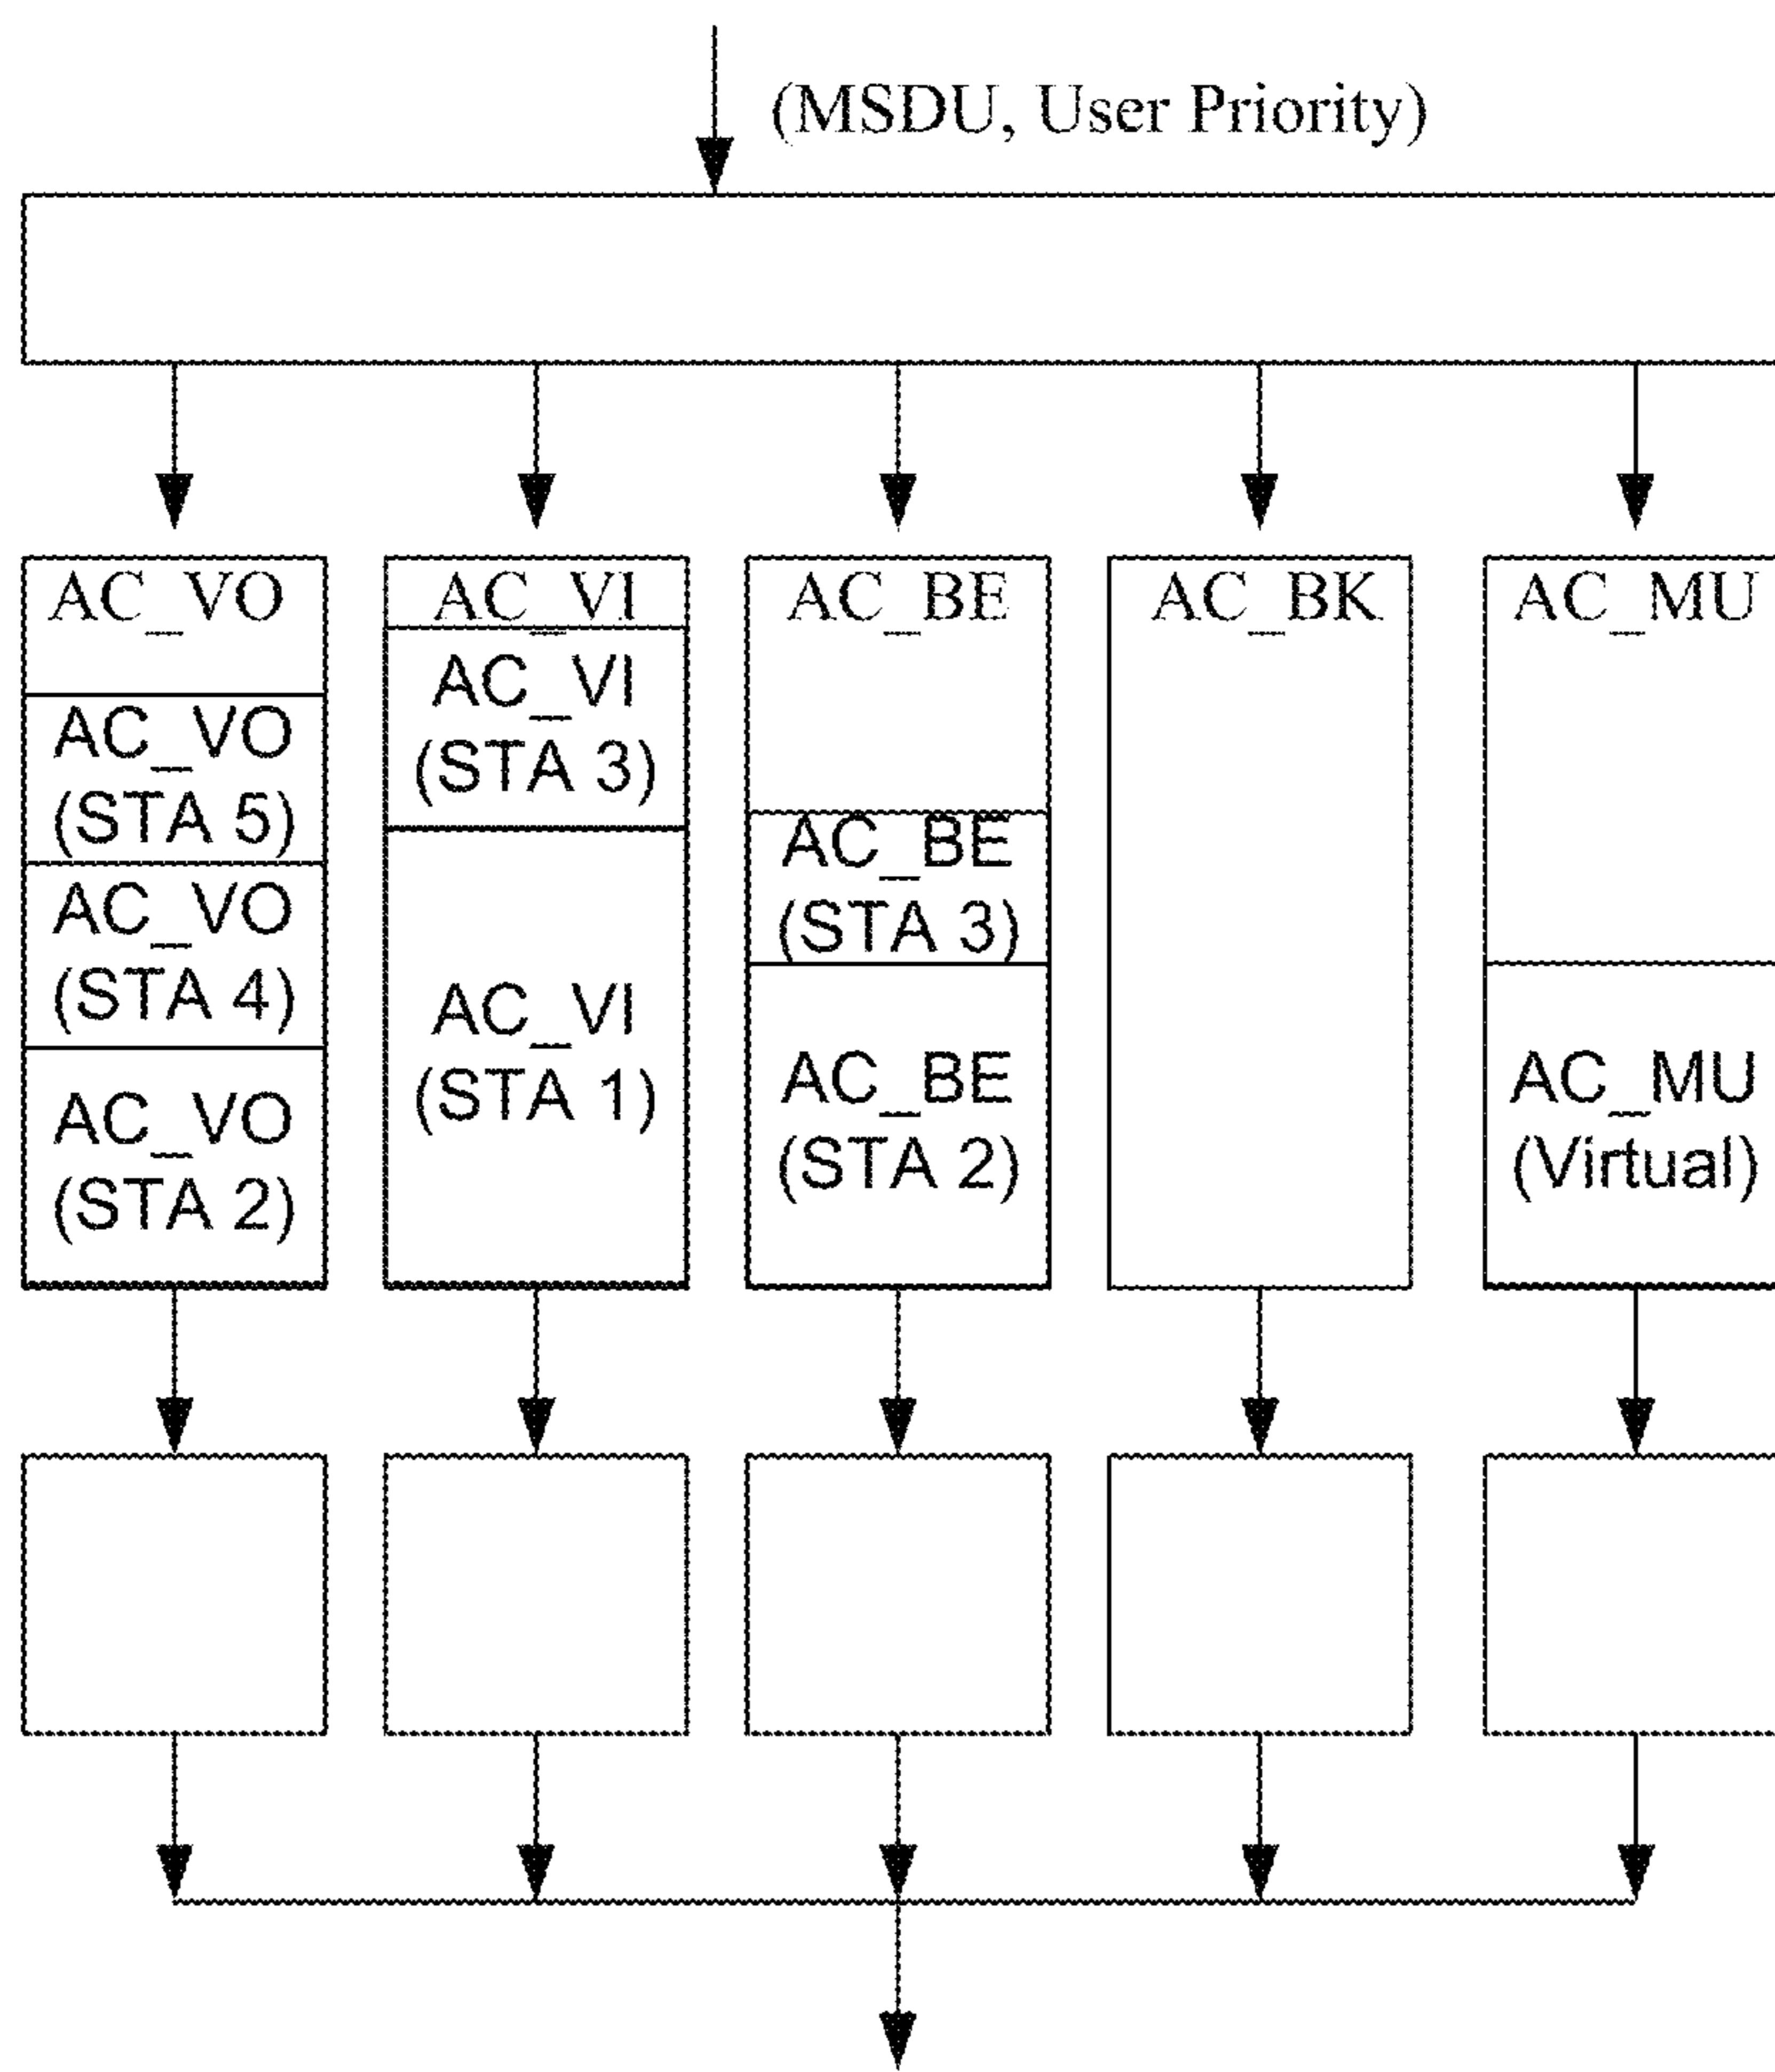 (MSDU, User Priority)
AC_VO
AC_VI
AC_BE
AC_BK
AC_MU
AC_VO
(STA 5)
AC_VO
(STA 4)
AC_VO
(STA 2)
AC_VI
(STA 3)
AC_VI
(STA 1)
AC_BE
(STA 3)
AC_BE
(STA 2)
AC_MU
(Virtual)